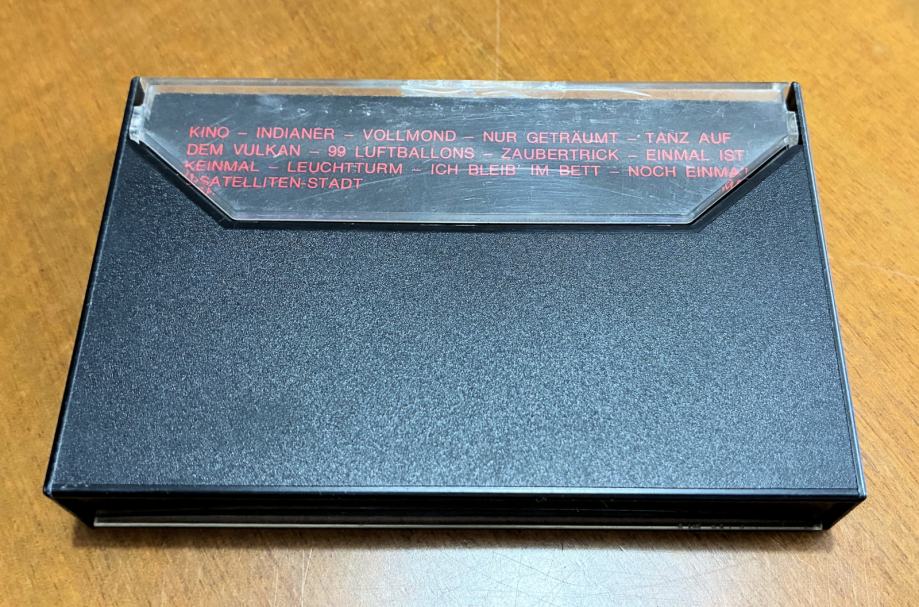 KINO – INDIANER – VOLLMOND – NUR GETRÄUMT – TANZ AUF
DEM VULKAN – 99 LUFTBALLONS – ZAUBERTRICK – EINMAL IST
KEINMAL – LEUCHTTURM – ICH BLEIB' IM BETT – NOCH EINMAL
SATELLITEN-STADT